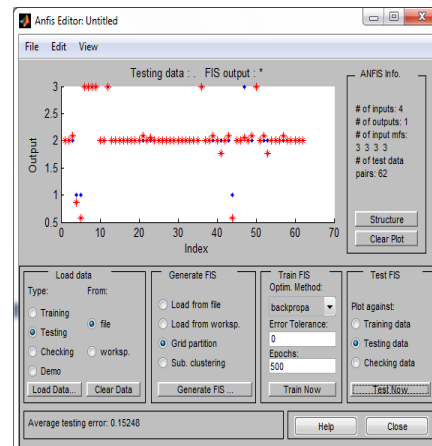 Anfis Editor: Untitled
File Edit View
Testing data : . FIS output : *
Output
3
2.5
2
1.5
1
0.5
0 10 20 30 40 50 60 70
Index
ANFIS Info.
# of inputs: 4
# of outputs: 1
# of input mfs:
3 3 3 3
# of test data
pairs: 62
Structure
Clear Plot
Load data
Type: From:
Training
Testing
Checking
Demo
file
worksp.
Load Data... Clear Data
Generate FIS
Load from file
Load from worksp.
Grid partition
Sub. clustering
Generate FIS ...
Train FIS
Optim. Method:
backpropa
Error Tolerance:
0
Epochs:
500
Train Now
Test FIS
Plot against:
Training data
Testing data
Checking data
Test Now
Average testing error: 0.15248
Help Close